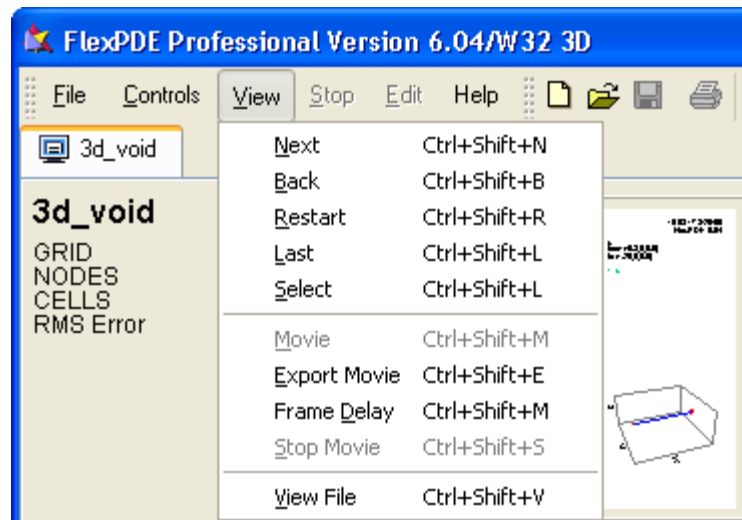 FlexPDE Professional Version 6.04/W32 3D
File Controls View Stop Edit Help
3d_void
Next Ctrl+Shift+N
Back Ctrl+Shift+B
Restart Ctrl+Shift+R
Last Ctrl+Shift+L
Select Ctrl+Shift+L
Movie Ctrl+Shift+M
Export Movie Ctrl+Shift+E
Frame Delay Ctrl+Shift+M
Stop Movie Ctrl+Shift+S
View File Ctrl+Shift+V
3d_void
GRID
NODES
CELLS
RMS Error